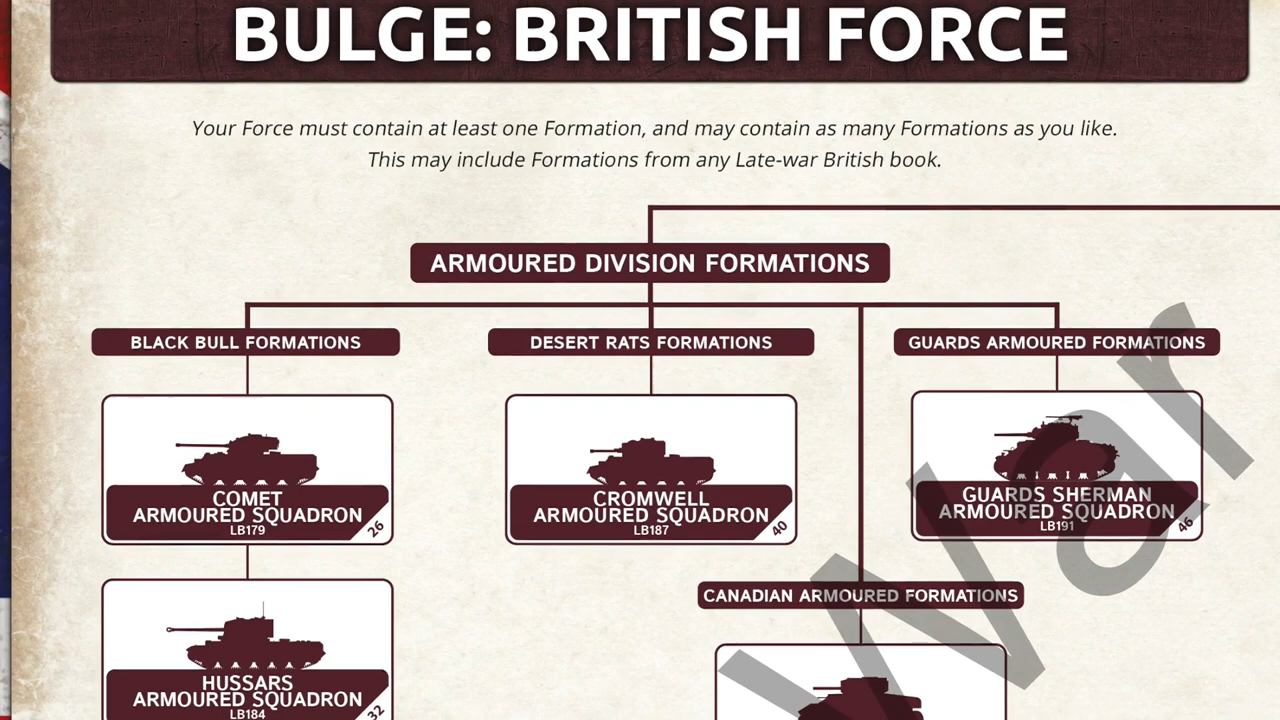 BULGE: BRITISH FORCE
Your Force must contain at least one Formation, and may contain as many Formations as you like.
This may include Formations from any Late-war British book.
ARMOURED DIVISION FORMATIONS
BLACK BULL FORMATIONS
DESERT RATS FORMATIONS
GUARDS ARMOURED FORMATIONS
COMET
ARMOURED SQUADRON
LB179
26
CROMWELL
ARMOURED SQUADRON
LB187
40
GUARDS SHERMAN
ARMOURED SQUADRON
LB191
46
CANADIAN ARMOURED FORMATIONS
HUSSARS
ARMOURED SQUADRON
LB184
32
War